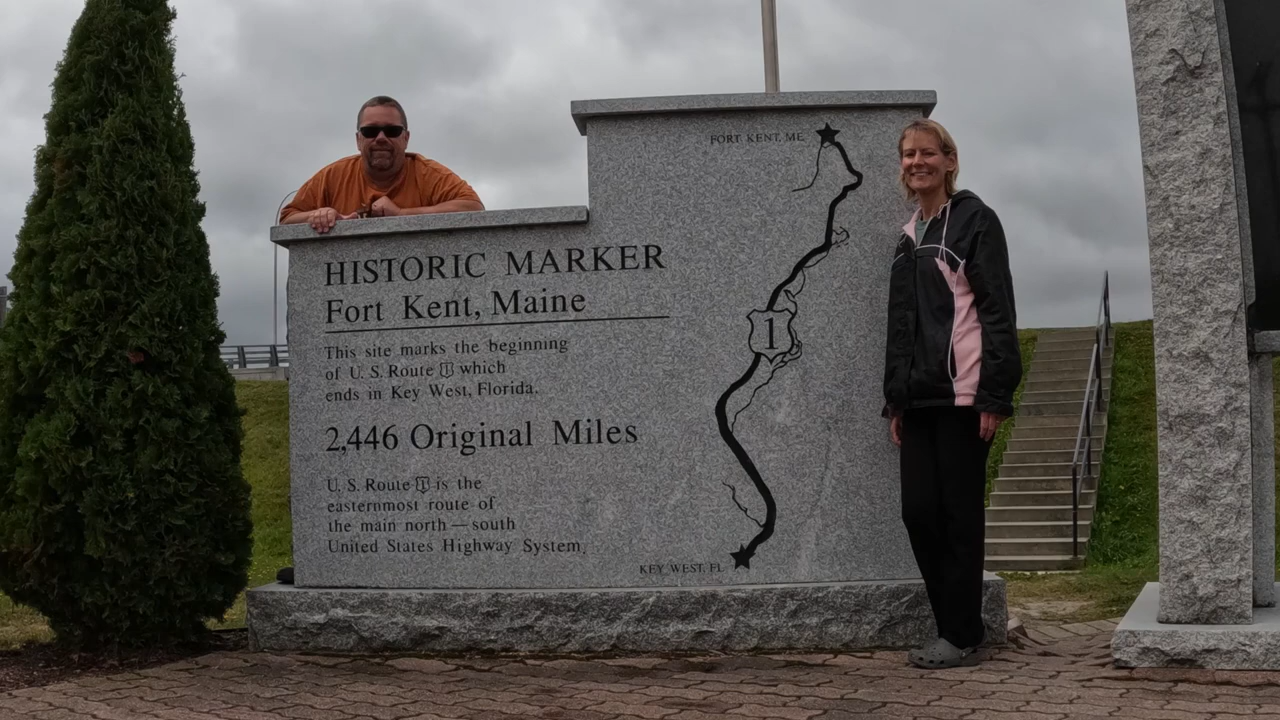 FORT KENT, ME
HISTORIC MARKER
Fort Kent, Maine
This site marks the beginning
of U. S. Route 1 which
ends in Key West, Florida.
1
2,446 Original Miles
U. S. Route 1 is the
easternmost route of
the main north — south
United States Highway System.
KEY WEST, FL